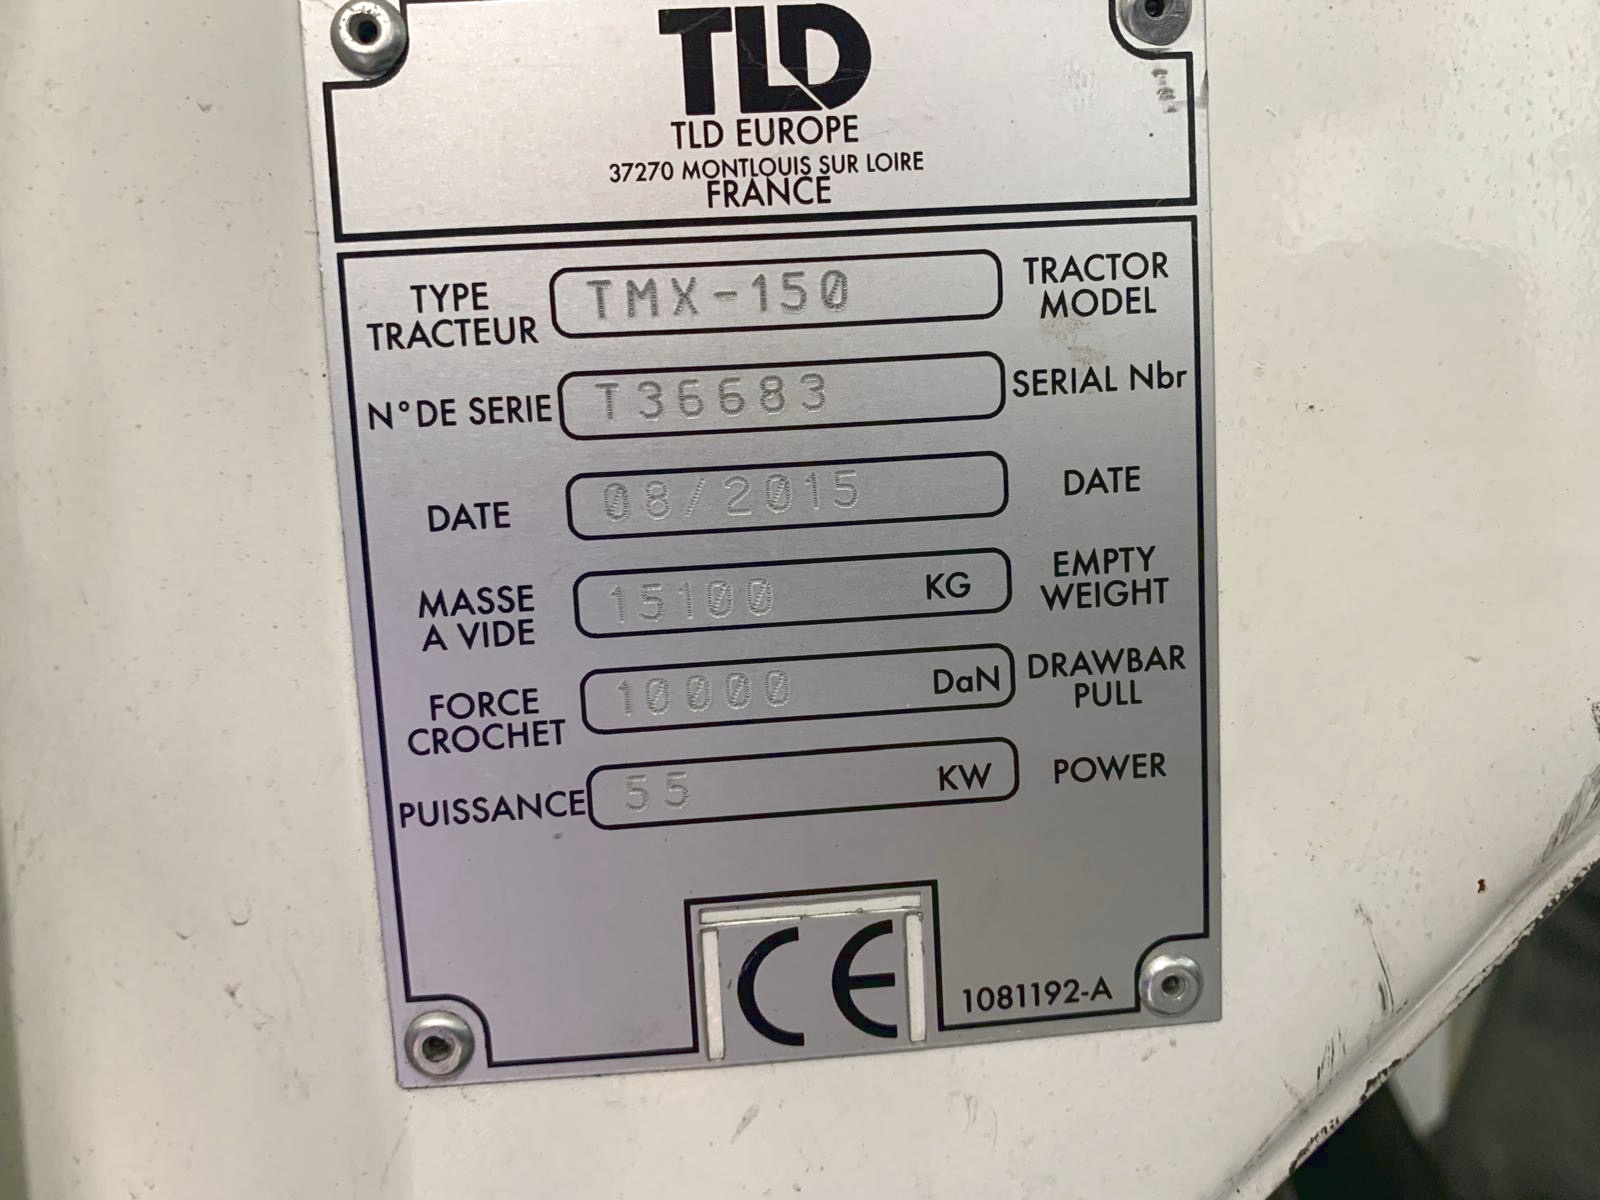 TLD
TLD EUROPE
37270 MONTLOUIS SUR LOIRE
FRANCE
TYPE TRACTEUR TMX-150 TRACTOR MODEL
N° DE SERIE T36683 SERIAL Nbr
DATE 08/2015 DATE
MASSE A VIDE 15100 KG EMPTY WEIGHT
FORCE CROCHET 10000 DaN DRAWBAR PULL
PUISSANCE 55 KW POWER
CE
1081192-A